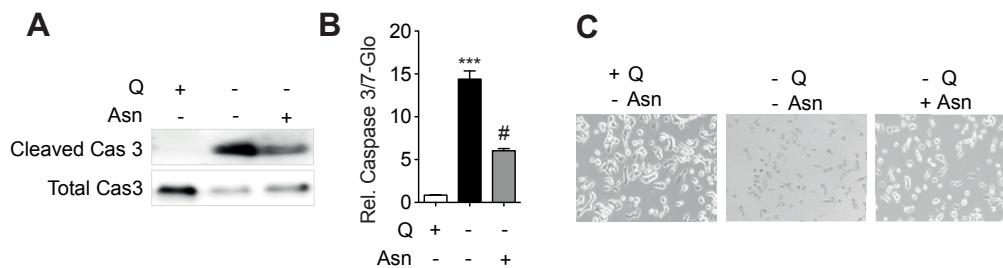 A
Q + - -
Asn - - +
Cleaved Cas 3
Total Cas3
B
Rel. Caspase 3/7-Glo
20
15
10
5
0
***
#
Q + - -
Asn - - +
C
+ Q - Q - Q
- Asn - Asn + Asn